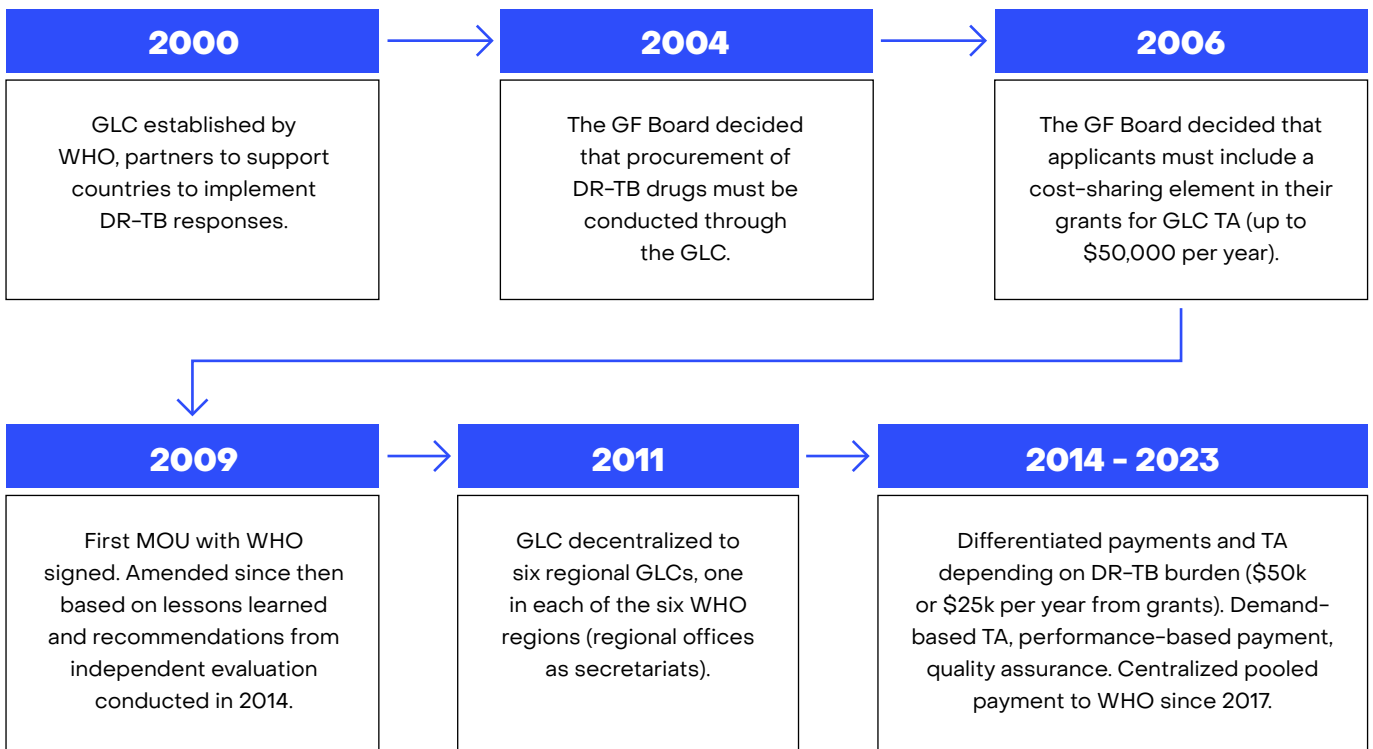 2000
GLC established by
WHO, partners to support
countries to implement
DR-TB responses.
2004
The GF Board decided
that procurement of
DR-TB drugs must be
conducted through
the GLC.
2006
The GF Board decided that
applicants must include a
cost-sharing element in their
grants for GLC TA (up to
$50,000 per year).
2009
First MOU with WHO
signed. Amended since then
based on lessons learned
and recommendations from
independent evaluation
conducted in 2014.
2011
GLC decentralized to
six regional GLCs, one
in each of the six WHO
regions (regional offices
as secretariats).
2014 - 2023
Differentiated payments and TA
depending on DR-TB burden ($50k
or $25k per year from grants). Demand-
based TA, performance-based payment,
quality assurance. Centralized pooled
payment to WHO since 2017.